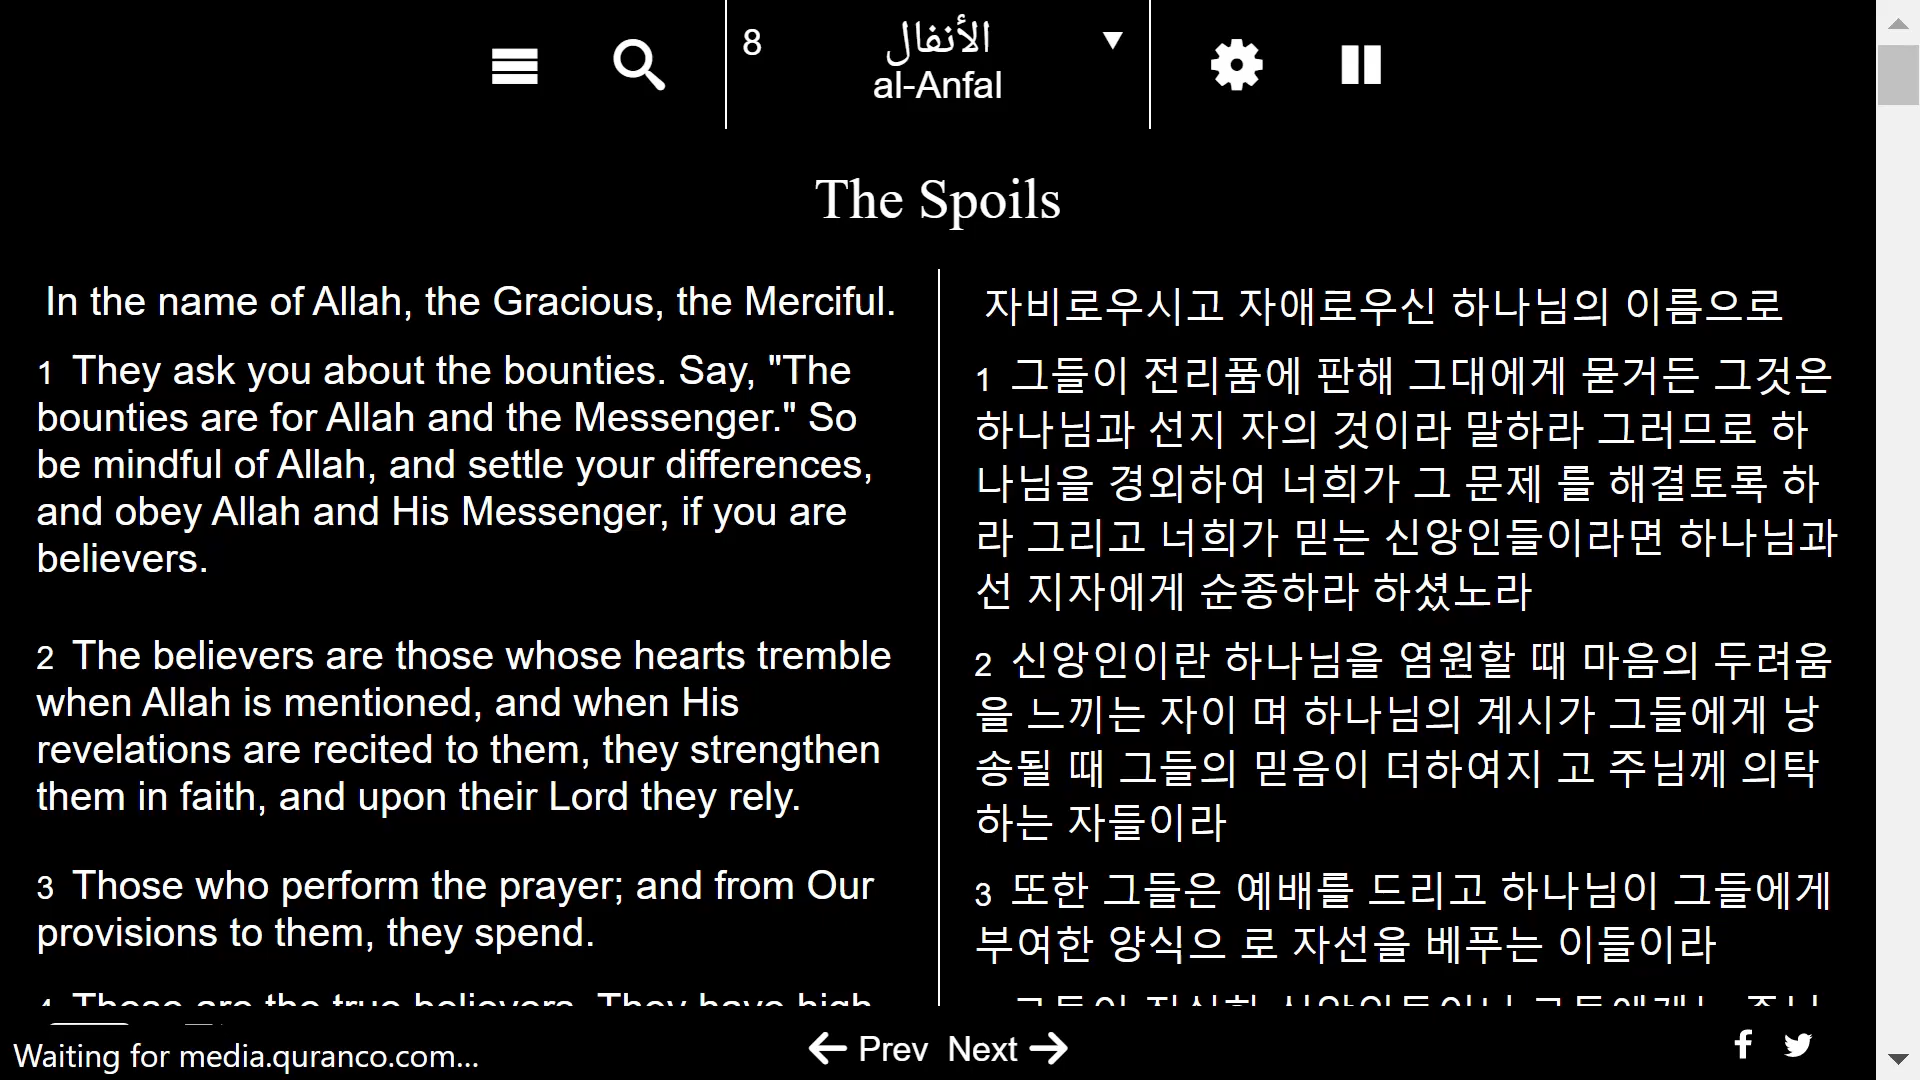 8
الأنفال
al-Anfal
The Spoils
In the name of Allah, the Gracious, the Merciful.
1 They ask you about the bounties. Say, "The
bounties are for Allah and the Messenger." So
be mindful of Allah, and settle your differences,
and obey Allah and His Messenger, if you are
believers.
2 The believers are those whose hearts tremble
when Allah is mentioned, and when His
revelations are recited to them, they strengthen
them in faith, and upon their Lord they rely.
3 Those who perform the prayer; and from Our
provisions to them, they spend.
4 These are the true believers. They have high
자비로우시고 자애로우신 하나님의 이름으로
1 그들이 전리품에 판해 그대에게 묻거든 그것은
하나님과 선지 자의 것이라 말하라 그러므로 하
나님을 경외하여 너희가 그 문제 를 해결토록 하
라 그리고 너희가 믿는 신앙인들이라면 하나님과
선 지자에게 순종하라 하셨노라
2 신앙인이란 하나님을 염원할 때 마음의 두려움
을 느끼는 자이 며 하나님의 계시가 그들에게 낭
송될 때 그들의 믿음이 더하여지 고 주님께 의탁
하는 자들이라
3 또한 그들은 예배를 드리고 하나님이 그들에게
부여한 양식으 로 자선을 베푸는 이들이라
Waiting for media.quranco.com...
Prev Next